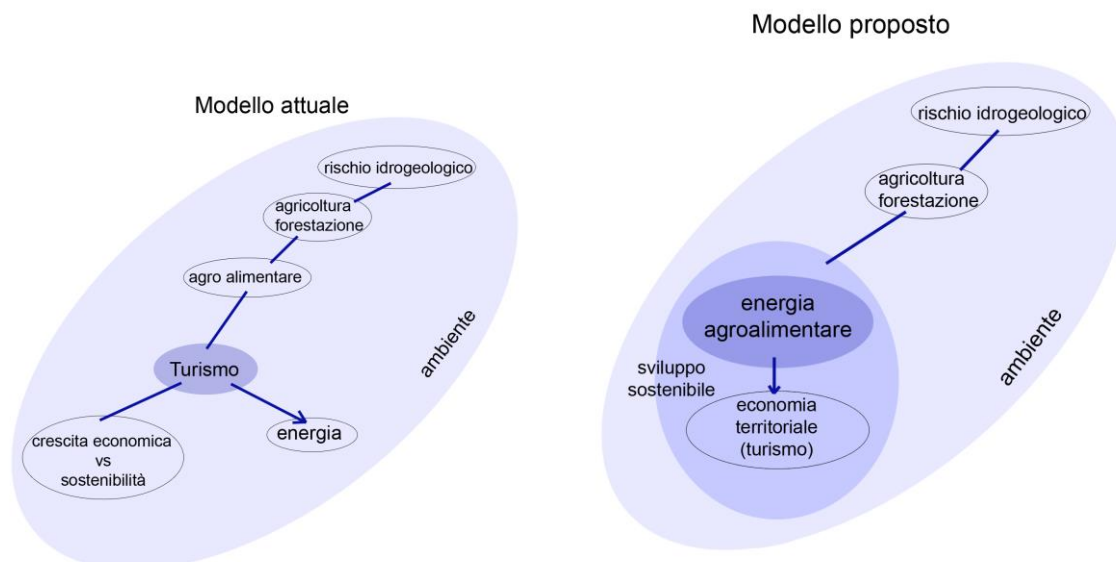 Modello attuale
rischio idrogeologico
agricoltura
forestazione
agro alimentare
ambiente
Turismo
crescita economica
vs
sostenibilità
energia
Modello proposto
rischio idrogeologico
agricoltura
forestazione
energia
agroalimentare
ambiente
sviluppo
sostenibile
economia
territoriale
(turismo)